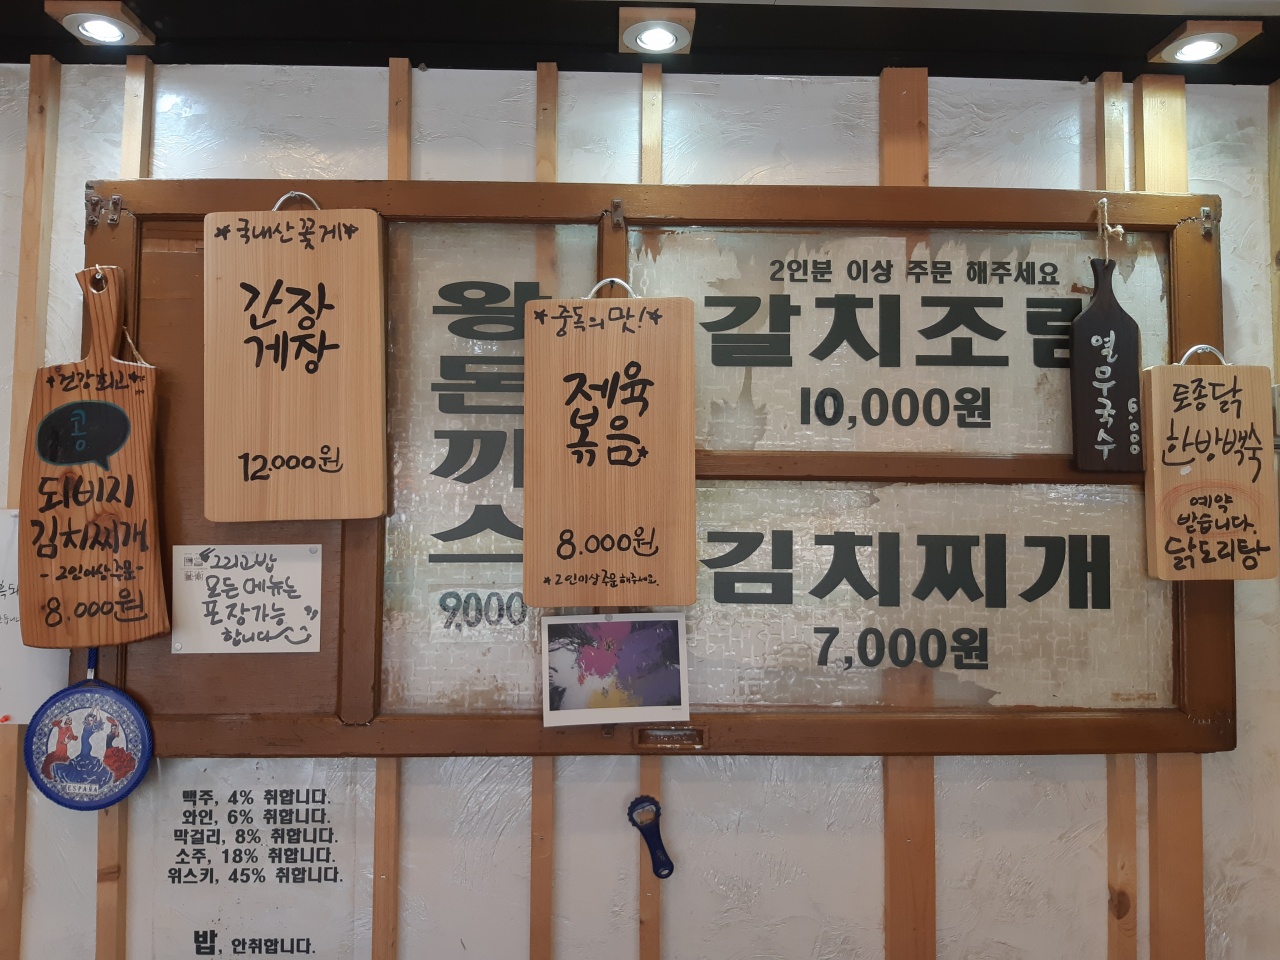 *건강최고*
콩
되비지
김치찌개
-2인이상주문-
8.000원
*국내산꽃게*
간장
게장
12.000원
그리고밥
모든메뉴는
포장가능
합니다
왕
돈
까
스
9,000
*중독의맛!*
제육
볶음
8.000원
*2인이상주문해주세요.
2인분 이상 주문 해주세요
갈치조림
10,000원
김치찌개
7,000원
열무국수
6.000
토종닭
한방백숙
예약
받습니다.
닭도리탕
ESPAÑA
맥주, 4% 취합니다.
와인, 6% 취합니다.
막걸리, 8% 취합니다.
소주, 18% 취합니다.
위스키, 45% 취합니다.
밥, 안취합니다.